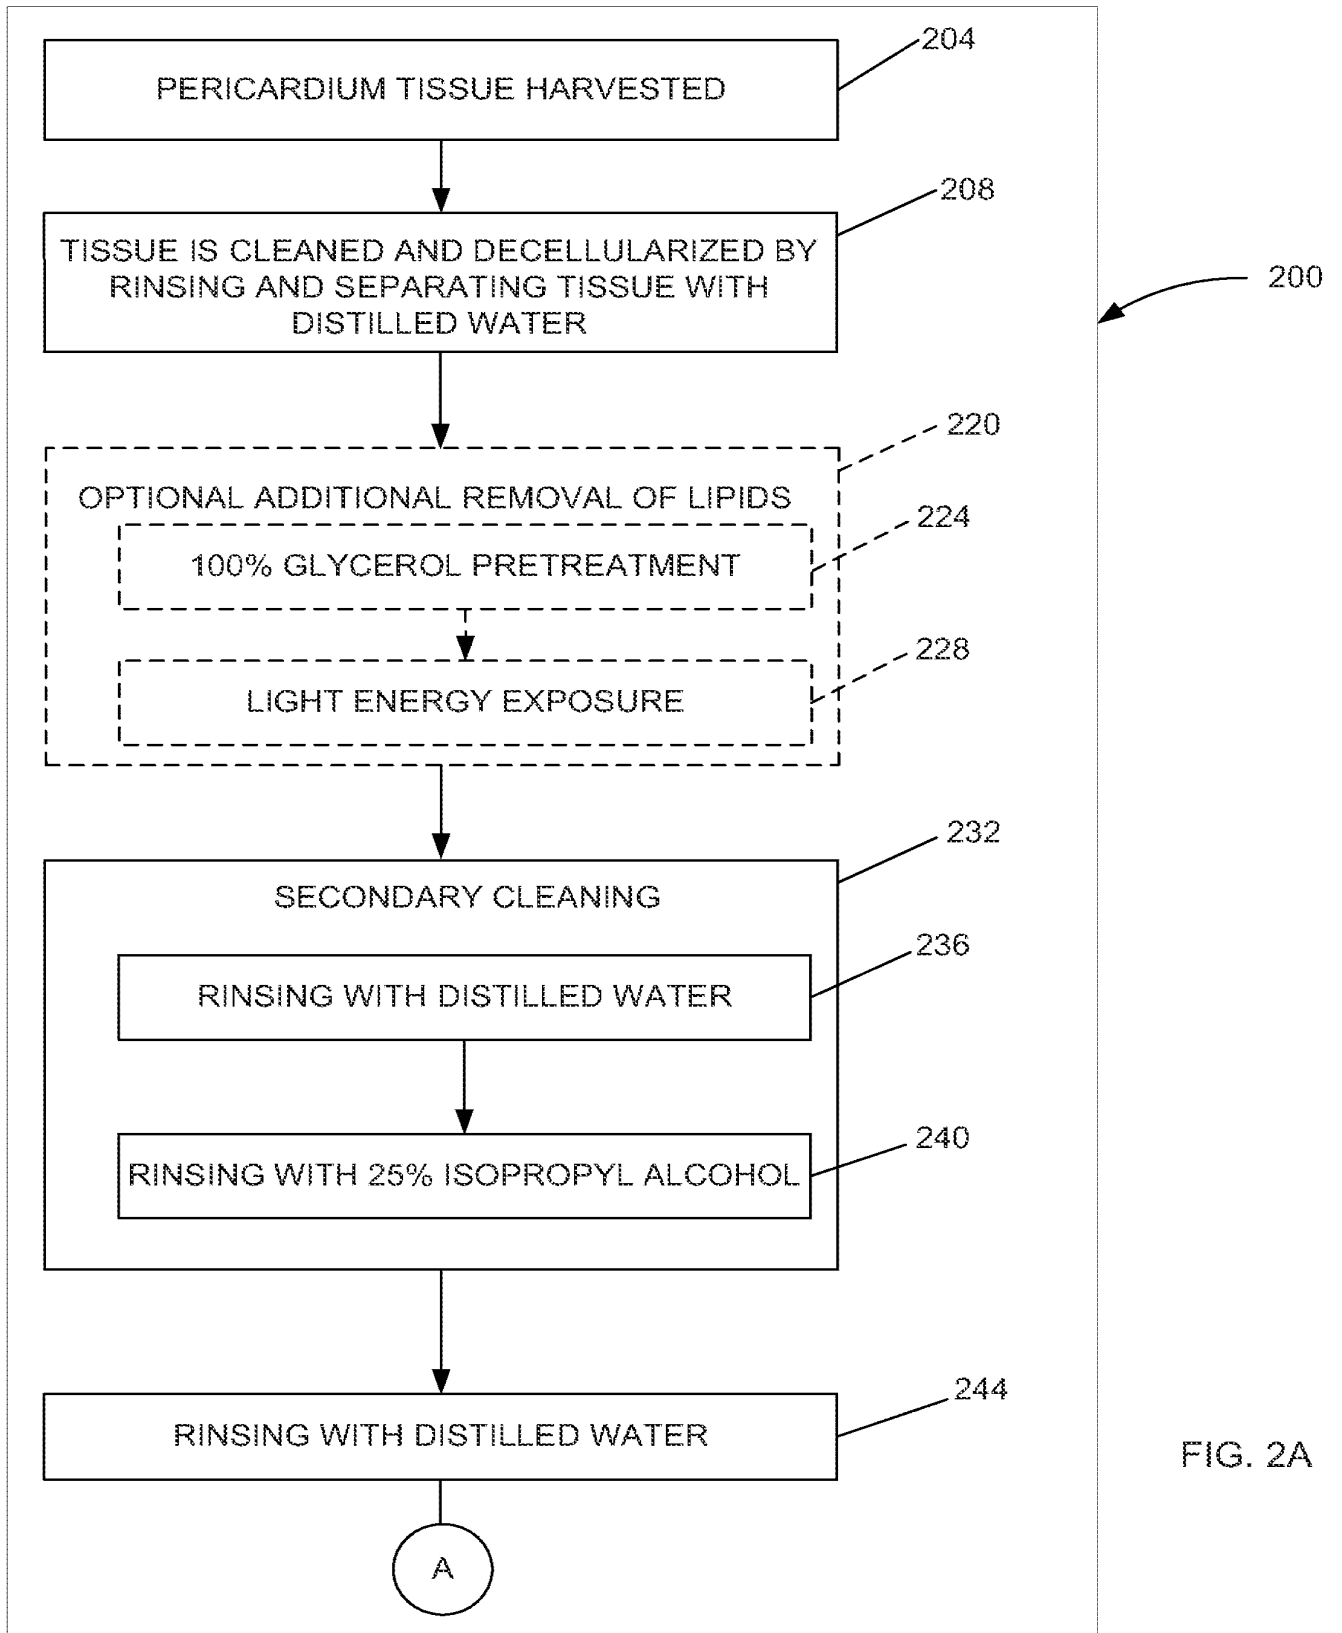 204
PERICARDIUM TISSUE HARVESTED
208
TISSUE IS CLEANED AND DECELLULARIZED BY
RINSING AND SEPARATING TISSUE WITH
DISTILLED WATER
200
220
OPTIONAL ADDITIONAL REMOVAL OF LIPIDS
224
100% GLYCEROL PRETREATMENT
228
LIGHT ENERGY EXPOSURE
232
SECONDARY CLEANING
236
RINSING WITH DISTILLED WATER
240
RINSING WITH 25% ISOPROPYL ALCOHOL
244
RINSING WITH DISTILLED WATER
FIG. 2A
A